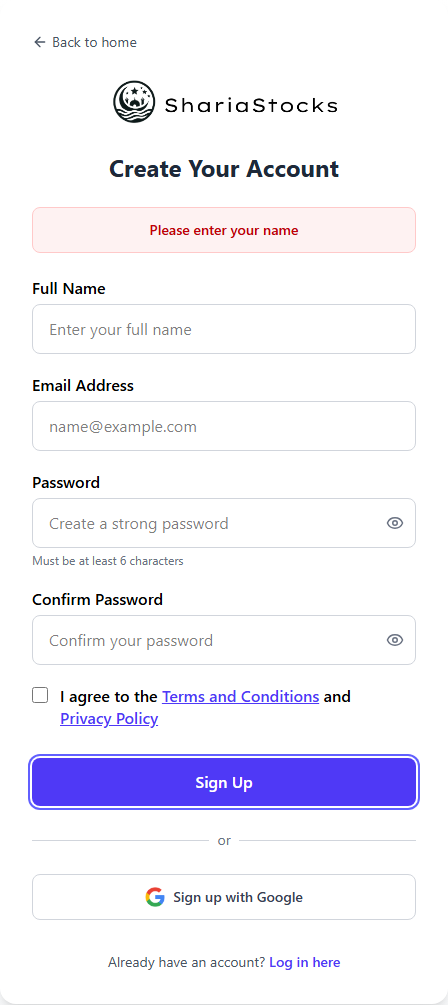 Back to home
ShariaStocks
Create Your Account
Please enter your name
Full Name
Enter your full name
Email Address
name@example.com
Password
Create a strong password
Must be at least 6 characters
Confirm Password
Confirm your password
I agree to the Terms and Conditions and
Privacy Policy
Sign Up
or
Sign up with Google
Already have an account? Log in here